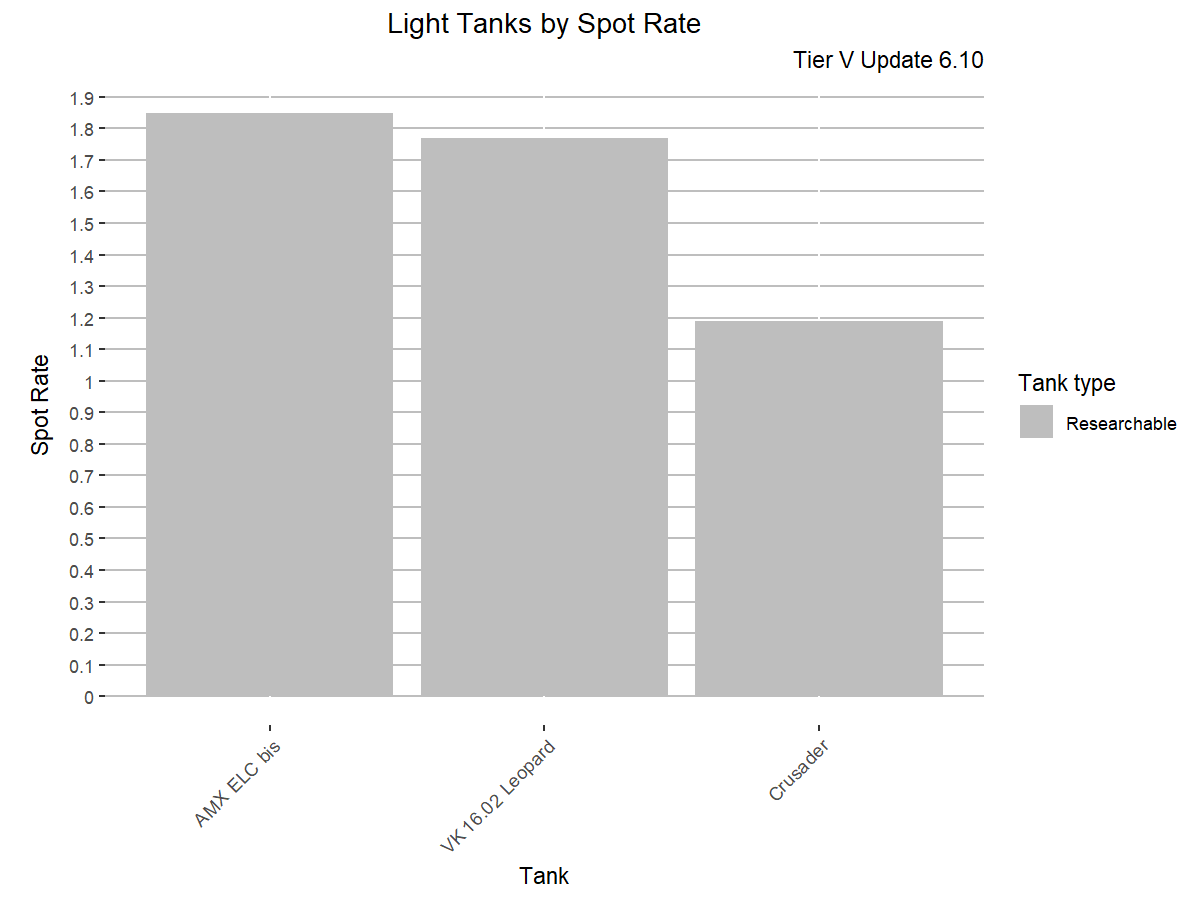 Light Tanks by Spot Rate
Tier V Update 6.10
Spot Rate
1.9
1.8
1.7
1.6
1.5
1.4
1.3
1.2
1.1
1
0.9
0.8
0.7
0.6
0.5
0.4
0.3
0.2
0.1
0
AMX ELC bis
VK 16.02 Leopard
Crusader
Tank
Tank type
Researchable